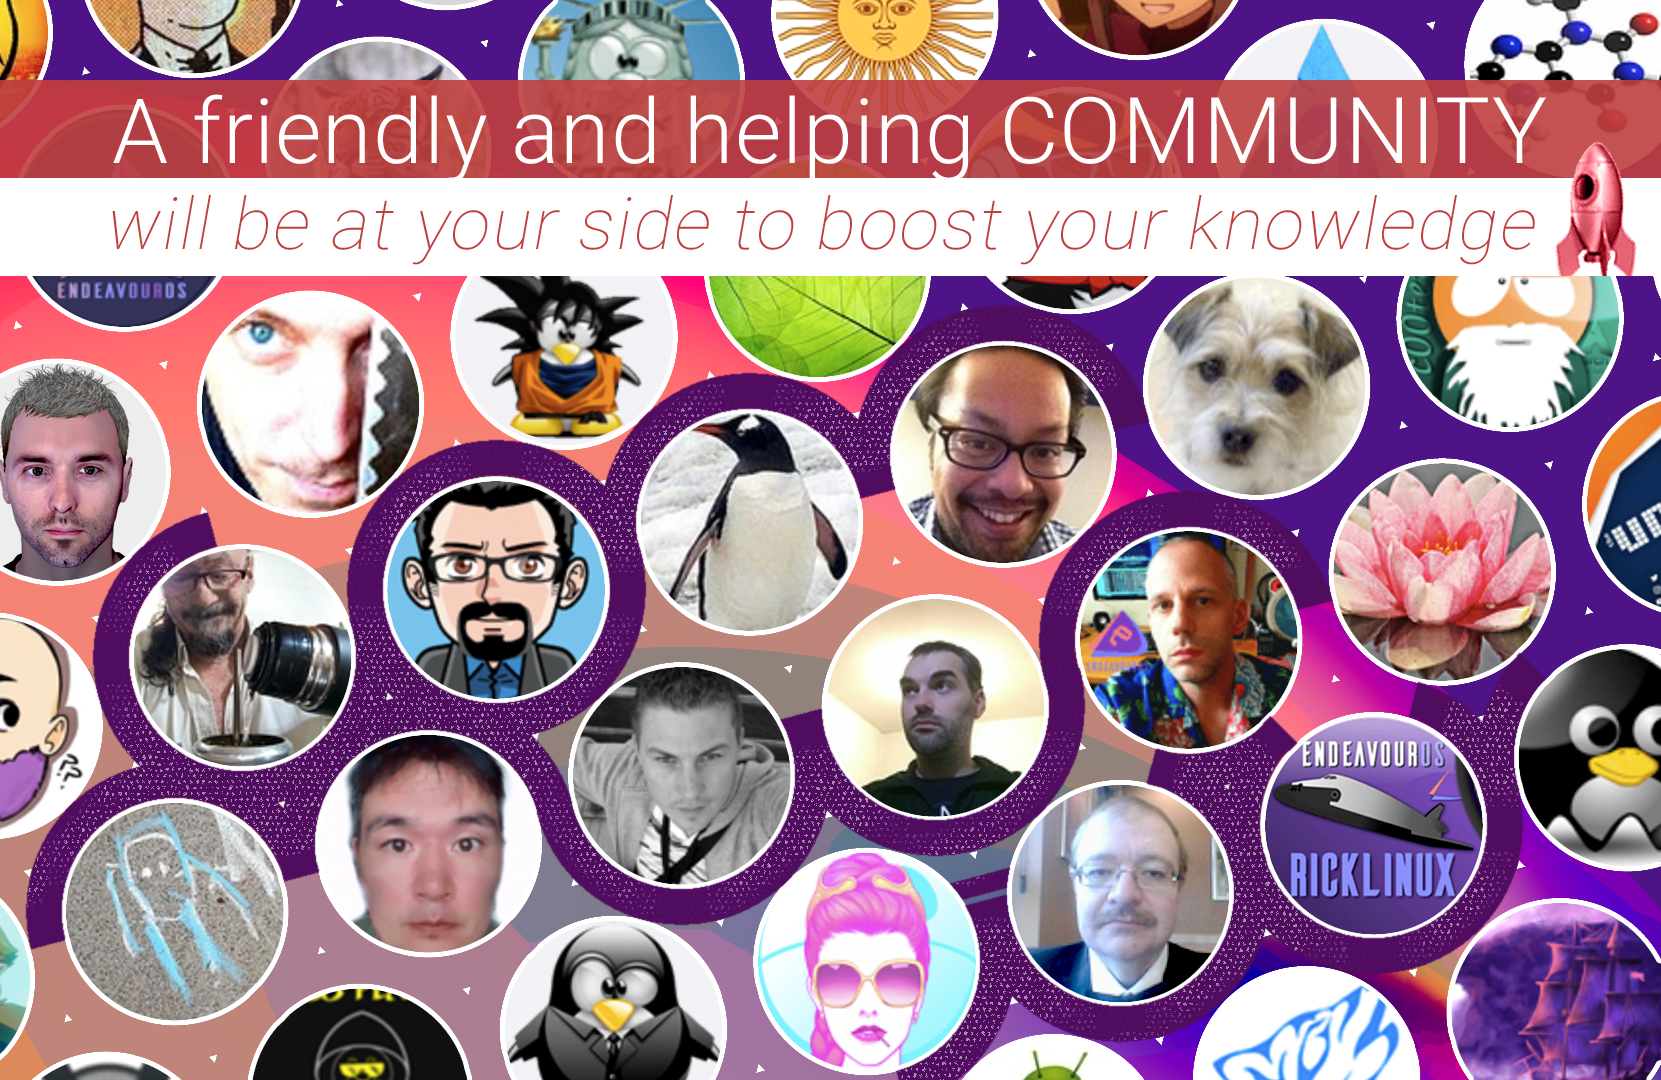 A friendly and helping COMMUNITY
will be at your side to boost your knowledge
ENDEAVOUROS
ENDEAVOUROS
RICKLINUX
??